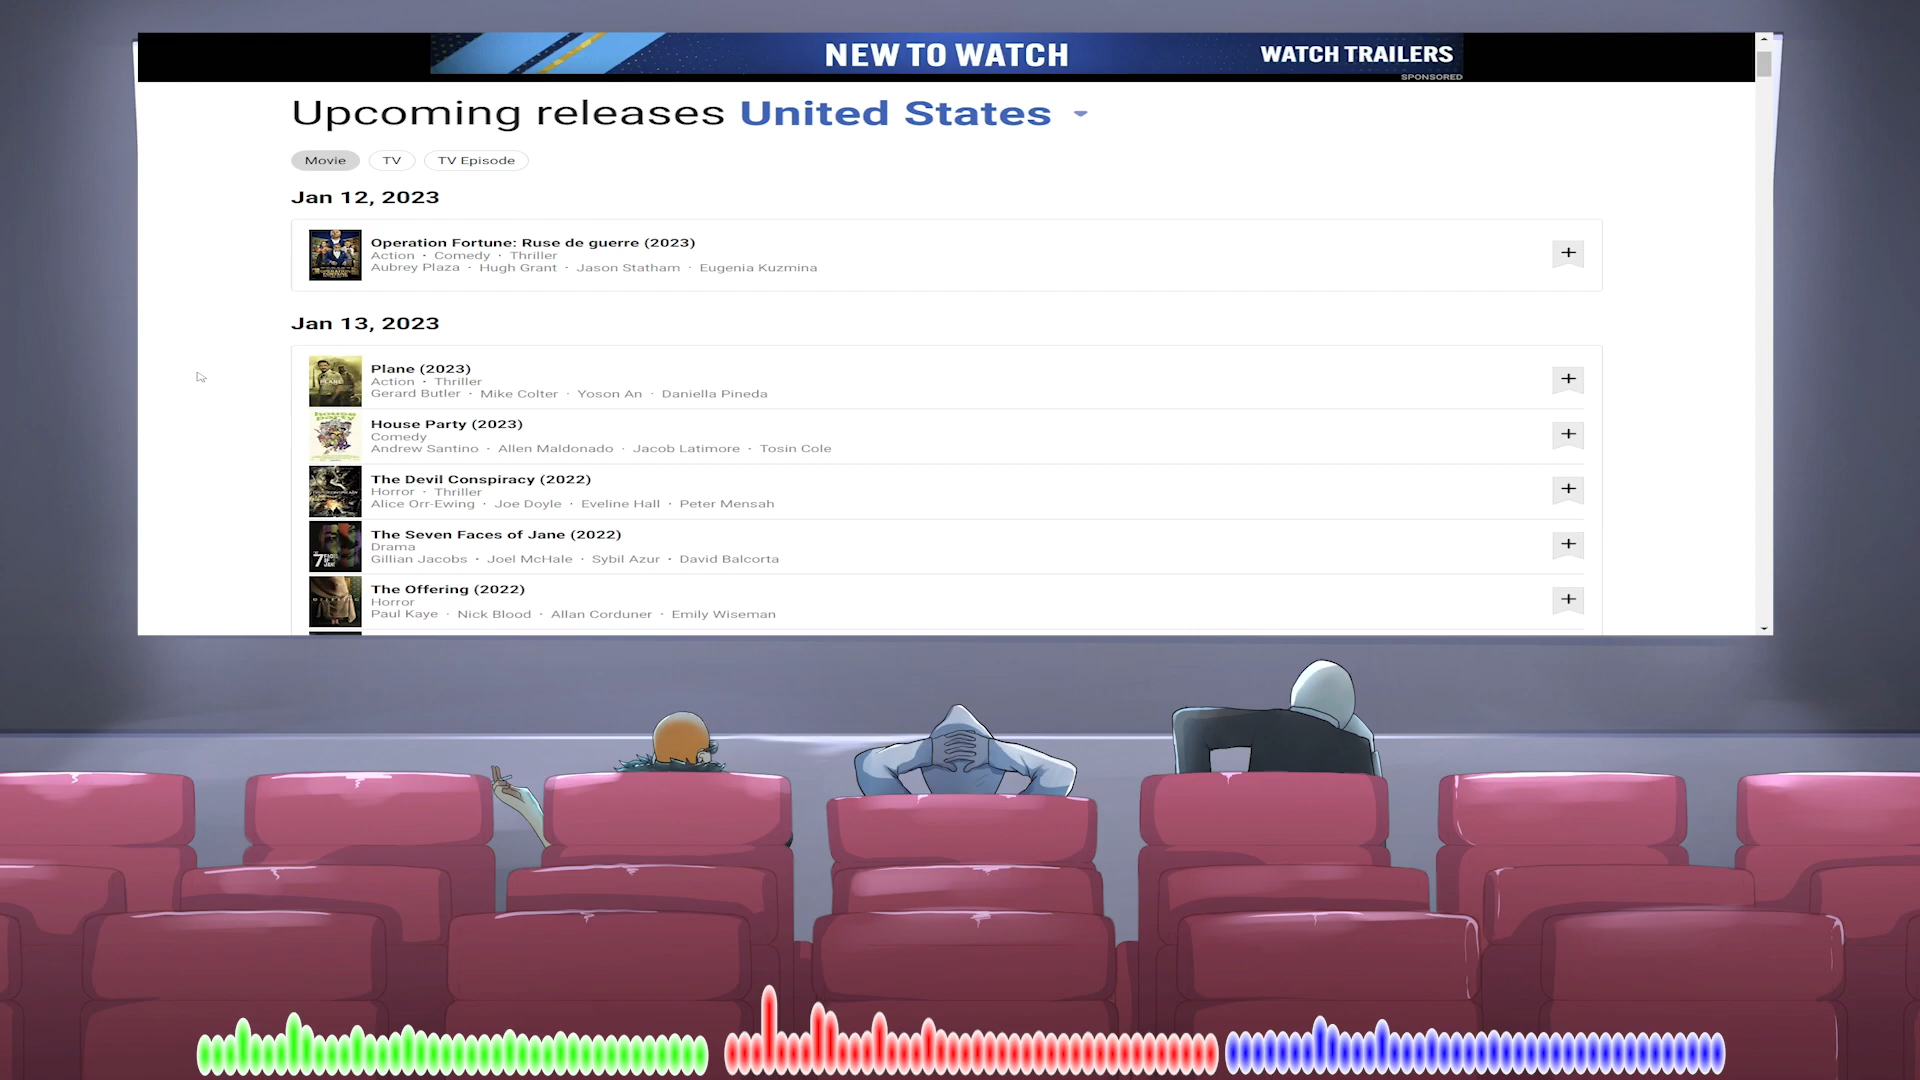 NEW TO WATCH
WATCH TRAILERS
SPONSORED
Upcoming releases United States
Movie
TV
TV Episode
Jan 12, 2023
Operation Fortune: Ruse de guerre (2023)
Action · Comedy · Thriller
Aubrey Plaza · Hugh Grant · Jason Statham · Eugenia Kuzmina
Jan 13, 2023
Plane (2023)
Action · Thriller
Gerard Butler · Mike Colter · Yoson An · Daniella Pineda
House Party (2023)
Comedy
Andrew Santino · Allen Maldonado · Jacob Latimore · Tosin Cole
The Devil Conspiracy (2022)
Horror · Thriller
Alice Orr-Ewing · Joe Doyle · Eveline Hall · Peter Mensah
The Seven Faces of Jane (2022)
Drama
Gillian Jacobs · Joel McHale · Sybil Azur · David Balcorta
The Offering (2022)
Horror
Paul Kaye · Nick Blood · Allan Corduner · Emily Wiseman